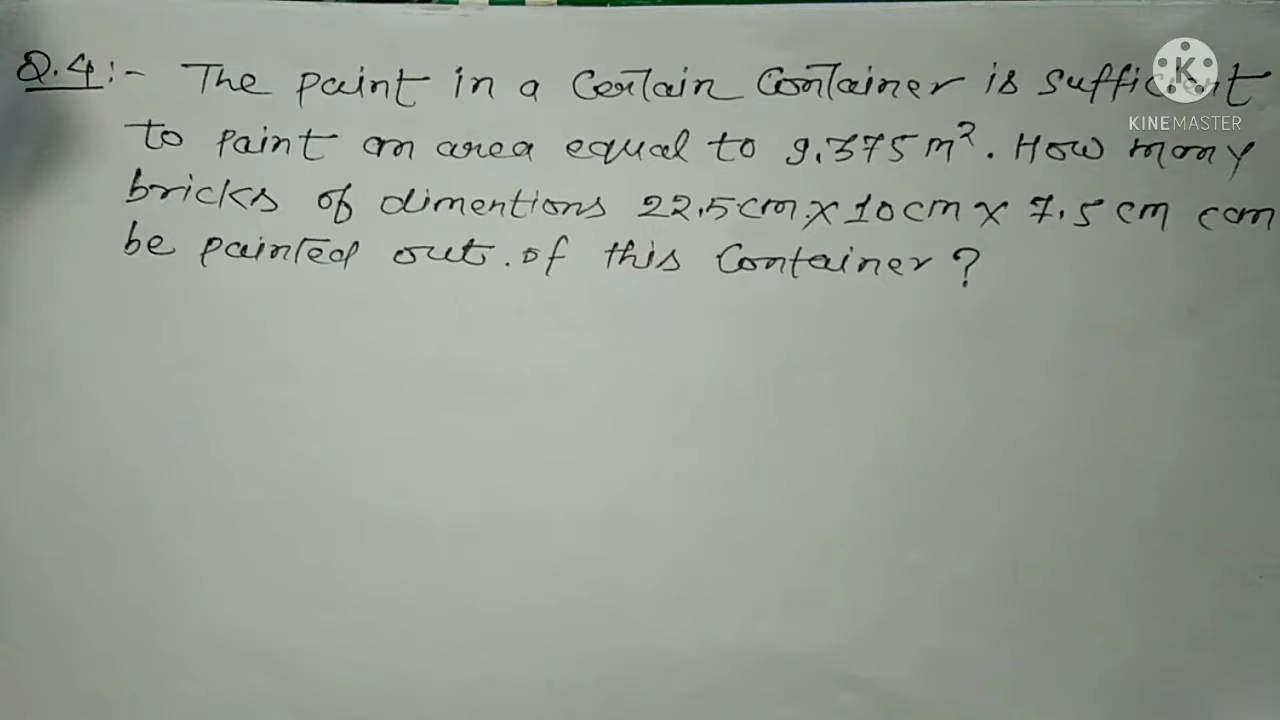 Q.4:- The paint in a certain container is sufficient
to paint an area equal to 9.375 m². How many
bricks of dimentions 22.5cm × 10cm × 7.5 cm can
be painted out. of this container?
K
KINEMASTER